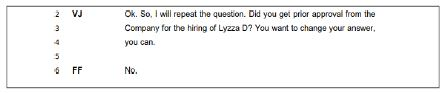 2 VJ Ok. So, I will repeat the question. Did you get prior approval from the
3 Company for the hiring of Lyzza D? You want to change your answer,
4 you can.
5
6 FF No.